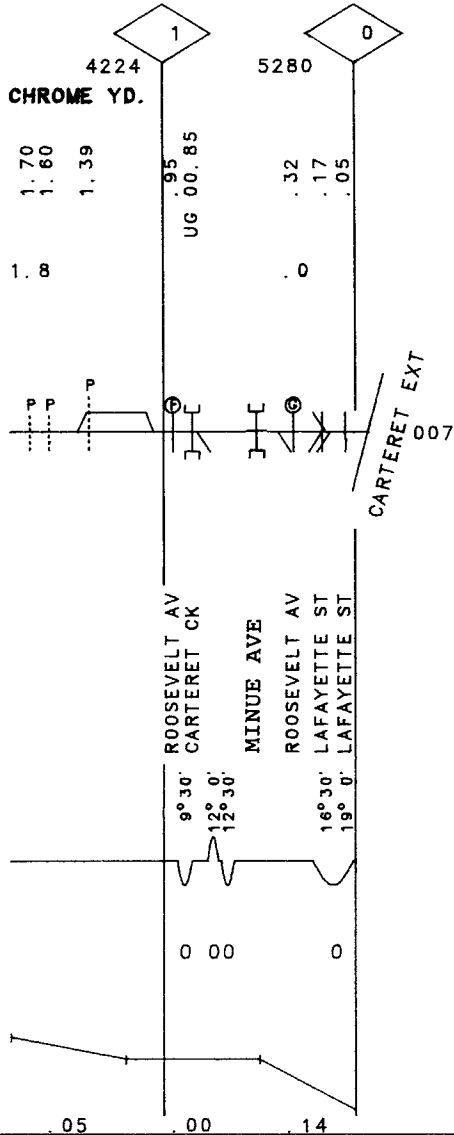 1 0
4224 5280
CHROME YD.
1.70
1.60
1.39
.95
UG 00.85
.32
.17
.05
1.8 .0
P P P F G
CARTERET EXT
007
ROOSEVELT AV
CARTERET CK
MINUE AVE
ROOSEVELT AV
LAFAYETTE ST
LAFAYETTE ST
9°30'
12° 0'
12°30'
16°30'
19° 0'
0 00 0
.05 .00 .14